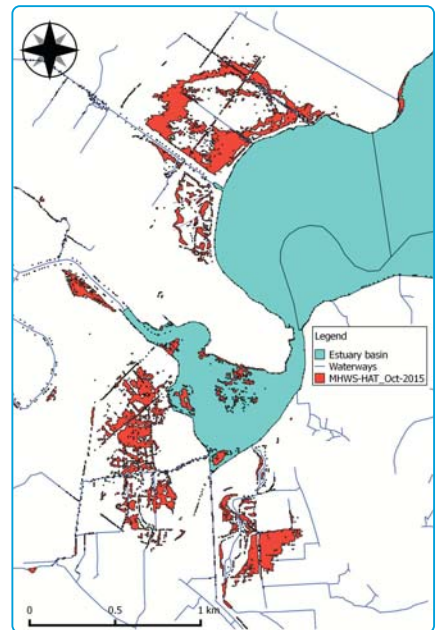 Legend
Estuary basin
Waterways
MHWS-HAT_Oct-2015
0 0.5 1 km